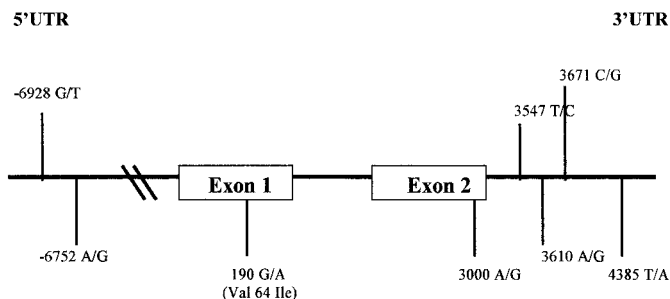 5'UTR
3'UTR
3671 C/G
-6928 G/T
3547 T/C
Exon 1
Exon 2
-6752 A/G
190 G/A
(Val 64 Ile)
3000 A/G
3610 A/G
4385 T/A